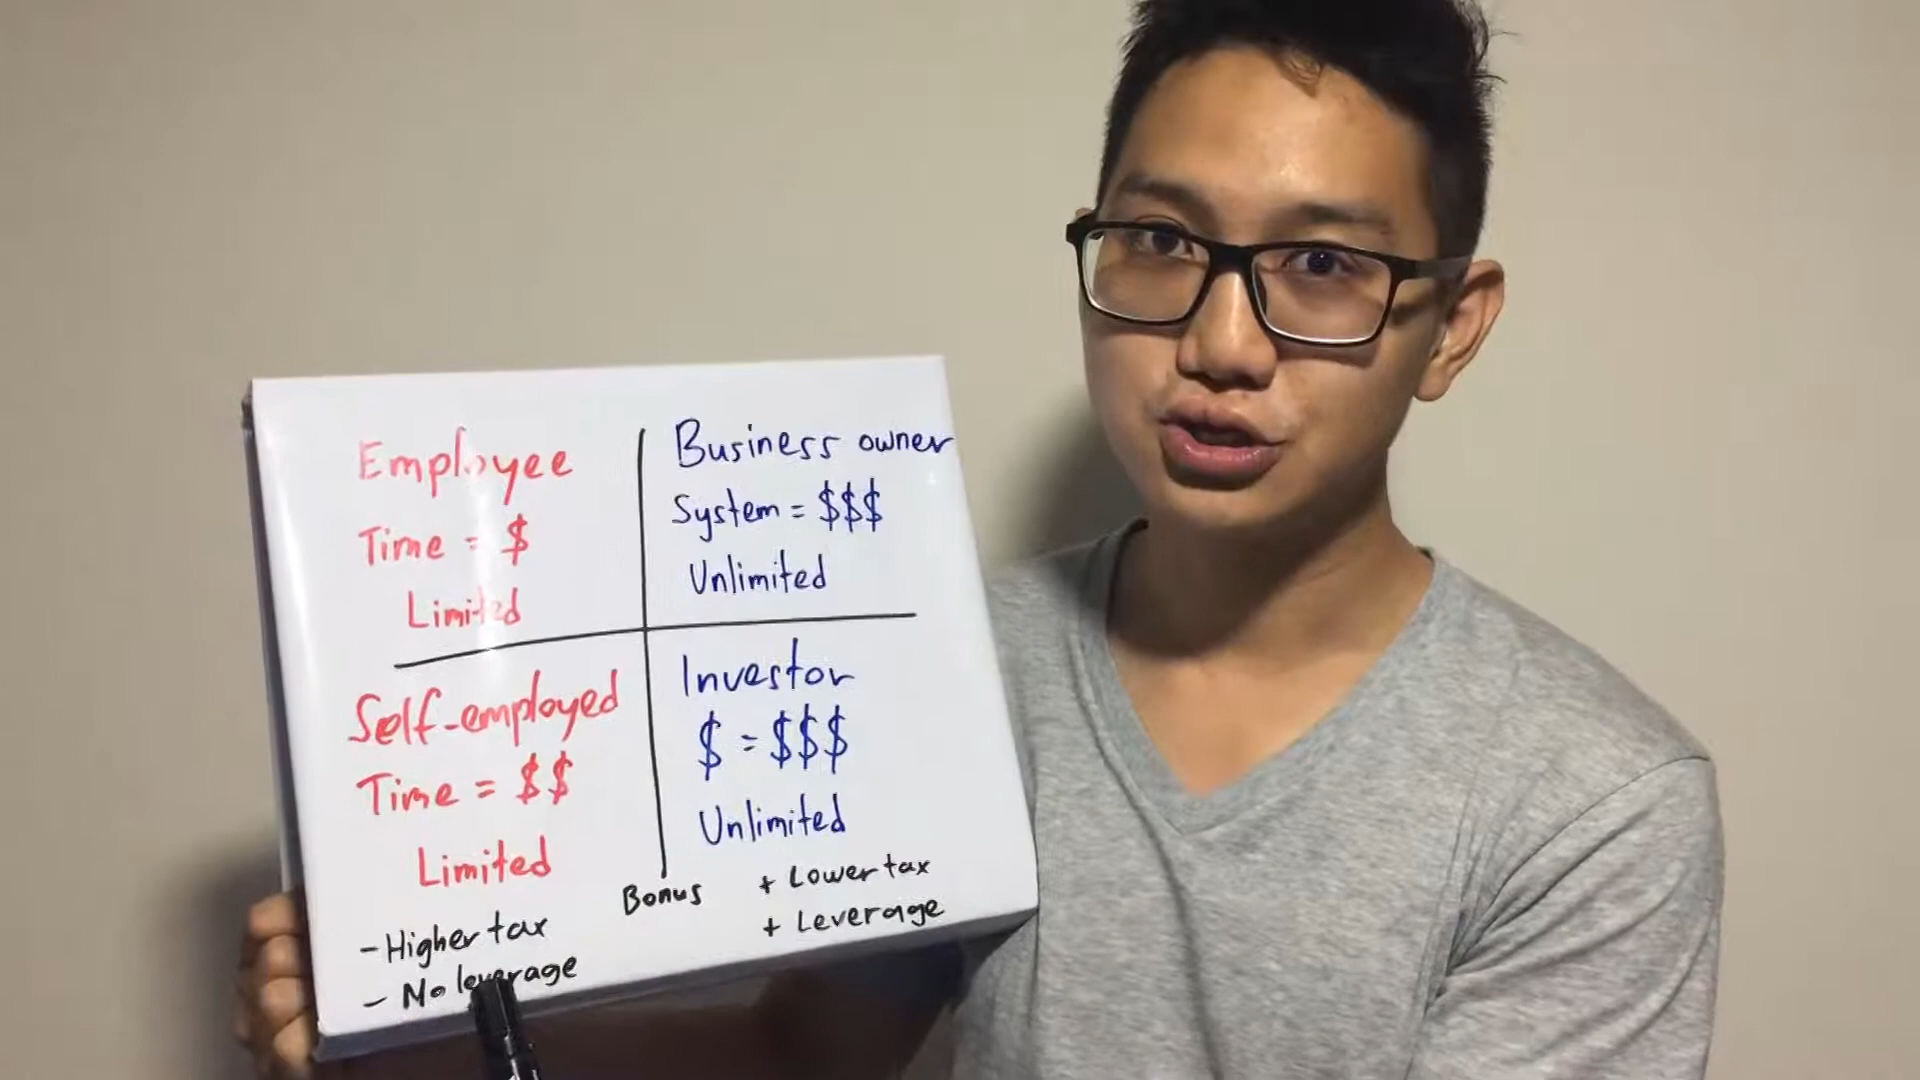 Employee
Time = $
Limited
Business owner
System = $$$
Unlimited
Self-employed
Time = $$
Limited
Investor
$ = $$$
Unlimited
Bonus
- Higher tax
- No leverage
+ Lower tax
+ Leverage